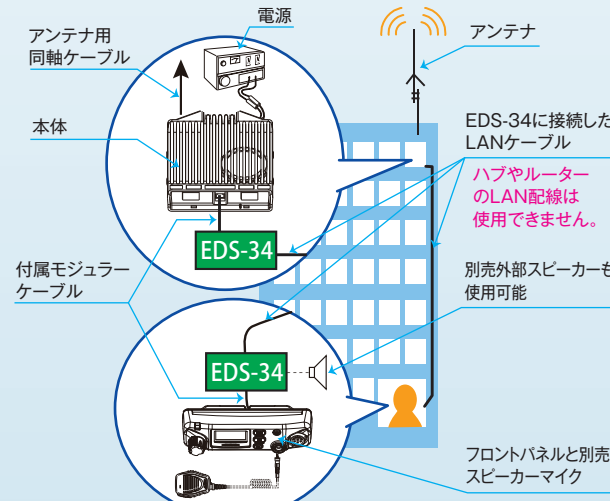 電源
アンテナ用
同軸ケーブル
アンテナ
本体
EDS-34に接続した
LANケーブル
ハブやルーター
のLAN配線は
使用できません。
EDS-34
付属モジュラー
ケーブル
別売外部スピーカーも
使用可能
EDS-34
フロントパネルと別売
スピーカーマイク